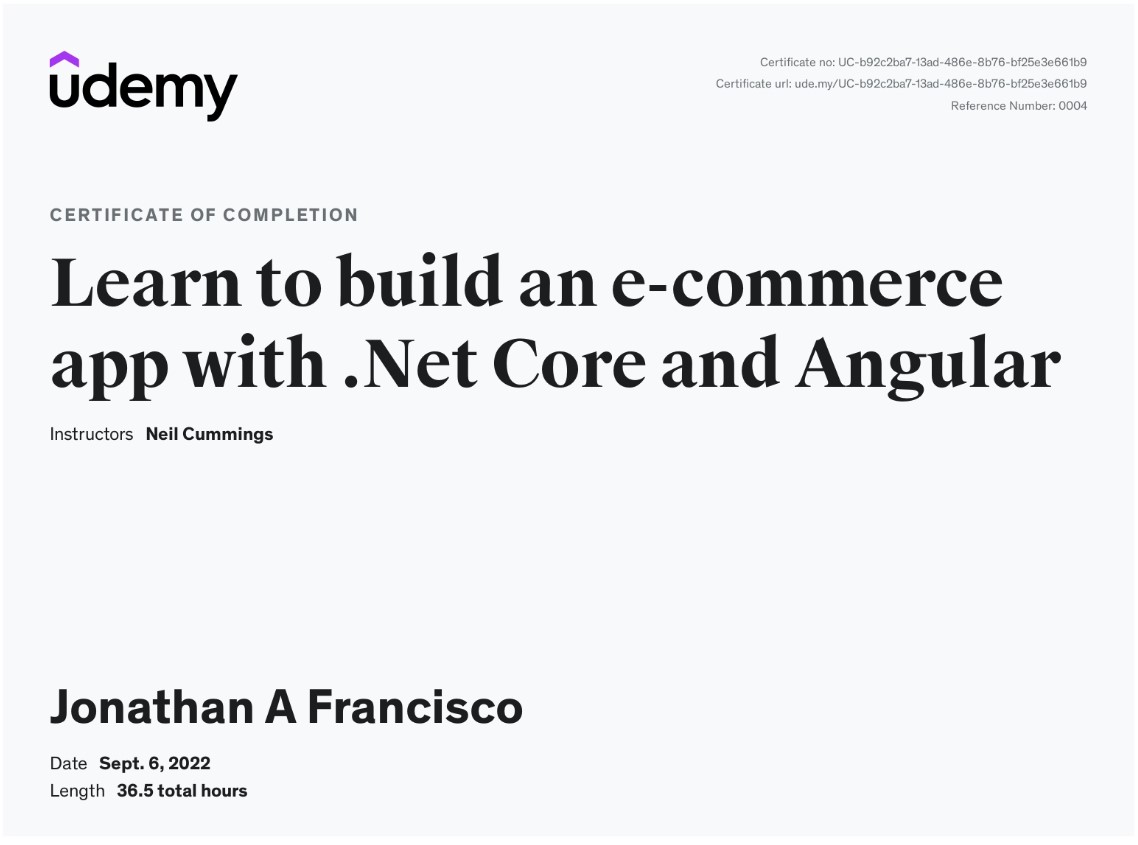 udemy
Certificate no: UC-b92c2ba7-13ad-486e-8b76-bf25e3e661b9
Certificate url: ude.my/UC-b92c2ba7-13ad-486e-8b76-bf25e3e661b9
Reference Number: 0004
CERTIFICATE OF COMPLETION
Learn to build an e-commerce
app with .Net Core and Angular
Instructors Neil Cummings
Jonathan A Francisco
Date Sept. 6, 2022
Length 36.5 total hours